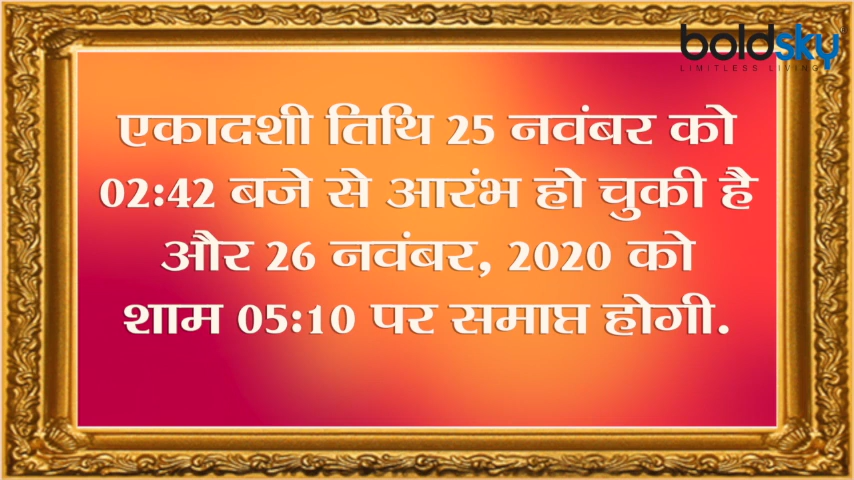 boldsky
LIMITLESS LIVING
एकादशी तिथि 25 नवंबर को
02:42 बजे से आरंभ हो चुकी है
और 26 नवंबर, 2020 को
शाम 05:10 पर समाप्त होगी.